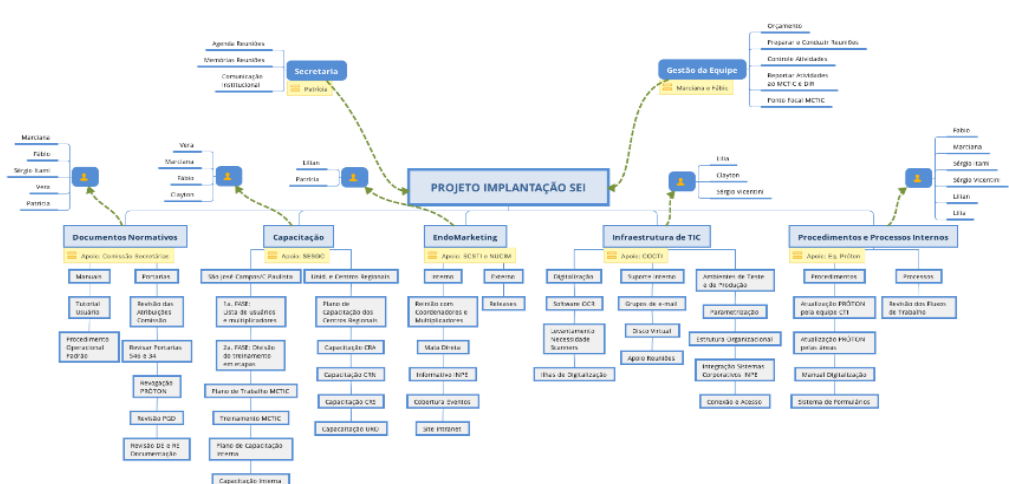 Agenda Reuniões
Memórias Reuniões
Comunicação
Institucional
Secretaria
Patrícia
Gestão da Equipe
Marciana e Fábio
Orçamento
Preparar e Conduzir Reuniões
Controle Atividades
Reportar Atividades
ao MCTIC e DIR
Ponto Focal MCTIC
Marciana
Fábio
Sérgio Itami
Vera
Patrícia
Vera
Marciana
Fábio
Clayton
Lilian
Patrícia
PROJETO IMPLANTAÇÃO SEI
Lilia
Clayton
Sérgio Vicentini
Fabio
Marciana
Sérgio Itami
Sérgio Vicentini
Lilian
Lilia
Documentos Normativos
Apoio: Comissão Secretárias
Manuais
Tutorial
Usuário
Procedimento
Operacional
Padrão
Portarias
Revisão das
Atribuições
Comissão
Revisar Portarias
546 e 34
Revogação
PRÓTON
Revisão PGD
Revisão DE e RE
Documentação
Capacitação
Apoio: SESGC
São José Campos/C.Paulista
1a. FASE:
Lista de usuários
e multiplicadores
2a. FASE: Divisão
do treinamento
em etapas
Plano de Trabalho MCTIC
Treinamento MCTIC
Plano de Capacitação
Interna
Capacitação Interna
Unid. e Centros Regionais
Plano de
Capacitação dos
Centros Regionais
Capacitação CRA
Capacitação CRN
Capacitação CRS
Capacartação URD
EndoMarketing
Apoio: SCSTI e NUCIM
Interno
Reunião com
Coordenadores e
Multiplicadores
Mala Direta
Informativo INPE
Cobertura Eventos
Site Intranet
Externo
Releases
Infraestrutura de TIC
Apoio: COCTI
Digitalização
Software OCR
Levantamento
Necessidade
Scanners
Ilhas de Digitalização
Suporte Interno
Grupos de e-mail
Disco Virtual
Apoio Reuniões
Ambientes de Teste
e de Produção
Parametrização
Estrutura Organizacional
Integração Sistemas
Corporativos INPE
Conexão e Acesso
Procedimentos e Processos Internos
Apoio: Eq. Próton
Procedimentos
Atualização PRÓTON
pela equipe CTI
Atualização PRÓTON
pelas áreas
Manual Digitalização
Sistema de Formulários
Processos
Revisão dos Fluxos
de Trabalho